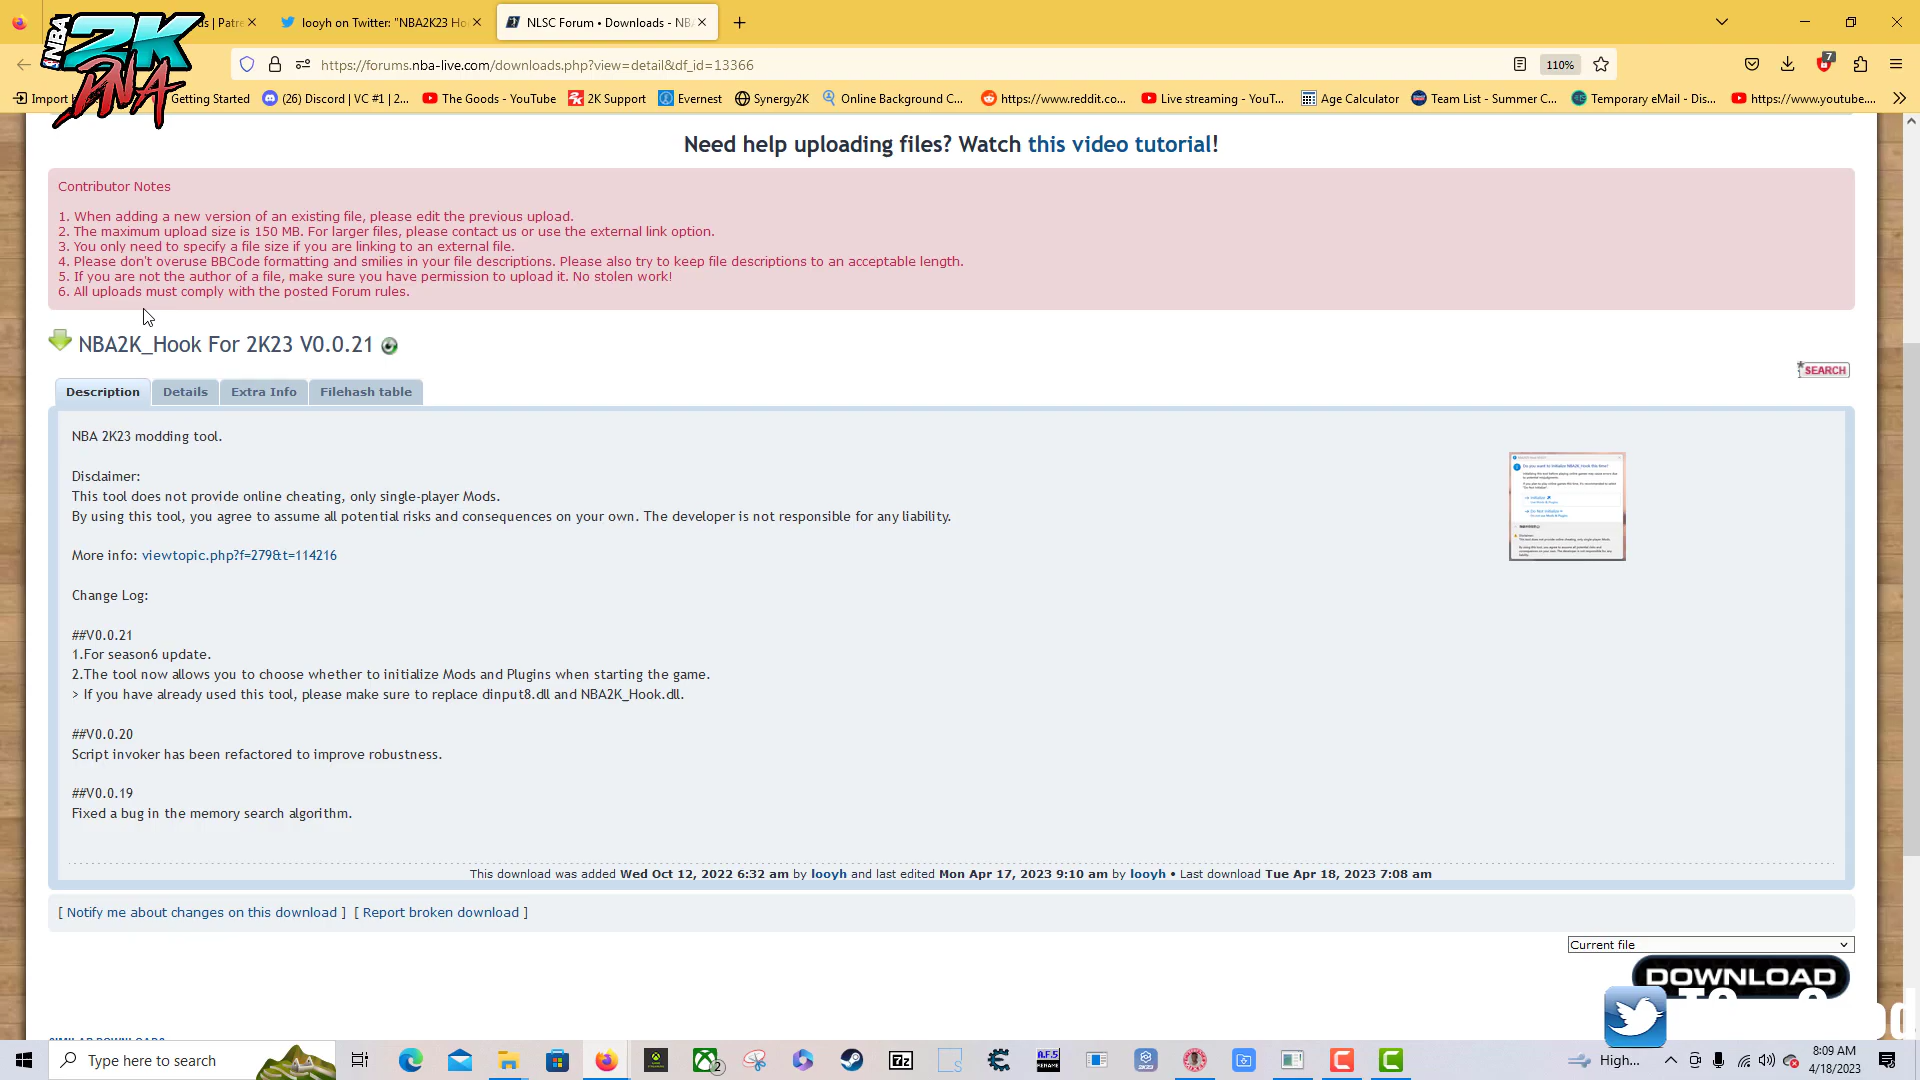 NBA 2K DNA
ds | Patre
looyh on Twitter: "NBA2K23 Ho
NLSC Forum • Downloads - NBA
https://forums.nba-live.com/downloads.php?view=detail&df_id=13366
110%
7
Import b
Getting Started
(26) Discord | VC #1 | 2...
The Goods - YouTube
2K Support
Evernest
Synergy2K
Online Background C...
https://www.reddit.co...
Live streaming - YouT...
Age Calculator
Team List - Summer C...
Temporary eMail - Dis...
https://www.youtube....
Need help uploading files? Watch this video tutorial!
Contributor Notes
1. When adding a new version of an existing file, please edit the previous upload.
2. The maximum upload size is 150 MB. For larger files, please contact us or use the external link option.
3. You only need to specify a file size if you are linking to an external file.
4. Please don't overuse BBCode formatting and smilies in your file descriptions. Please also try to keep file descriptions to an acceptable length.
5. If you are not the author of a file, make sure you have permission to upload it. No stolen work!
6. All uploads must comply with the posted Forum rules.
NBA2K_Hook For 2K23 V0.0.21
SEARCH
Description Details Extra Info Filehash table
NBA 2K23 modding tool.
Disclaimer:
This tool does not provide online cheating, only single-player Mods.
By using this tool, you agree to assume all potential risks and consequences on your own. The developer is not responsible for any liability.
More info: viewtopic.php?f=279&t=114216
Change Log:
##V0.0.21
1.For season6 update.
2.The tool now allows you to choose whether to initialize Mods and Plugins when starting the game.
> If you have already used this tool, please make sure to replace dinput8.dll and NBA2K_Hook.dll.
##V0.0.20
Script invoker has been refactored to improve robustness.
##V0.0.19
Fixed a bug in the memory search algorithm.
This download was added Wed Oct 12, 2022 6:32 am by looyh and last edited Mon Apr 17, 2023 9:10 am by looyh • Last download Tue Apr 18, 2023 7:08 am
[ Notify me about changes on this download ] [ Report broken download ]
Current file
DOWNLOAD
Type here to search
2
7z
A.F.S
RENAME
2K23
High...
8:09 AM
4/18/2023